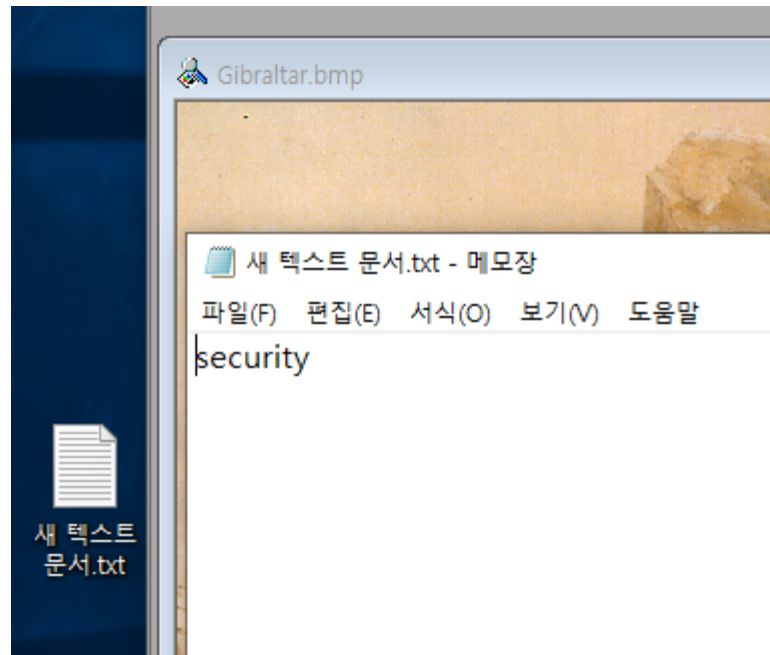 Gibraltar.bmp
새 텍스트 문서.txt - 메모장
파일(F) 편집(E) 서식(O) 보기(V) 도움말
security
새 텍스트
문서.txt